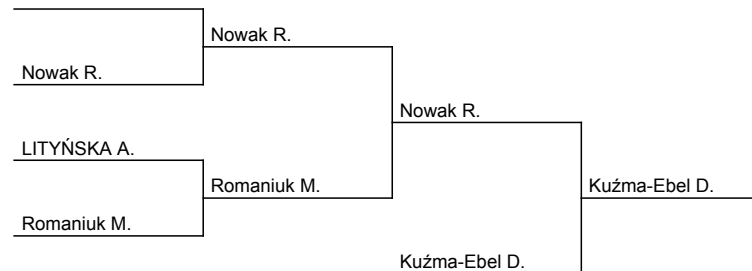 Nowak R.
Nowak R.
Nowak R.
LITYŃSKA A.
Romaniuk M.
Kuźma-Ebel D.
Romaniuk M.
Kuźma-Ebel D.